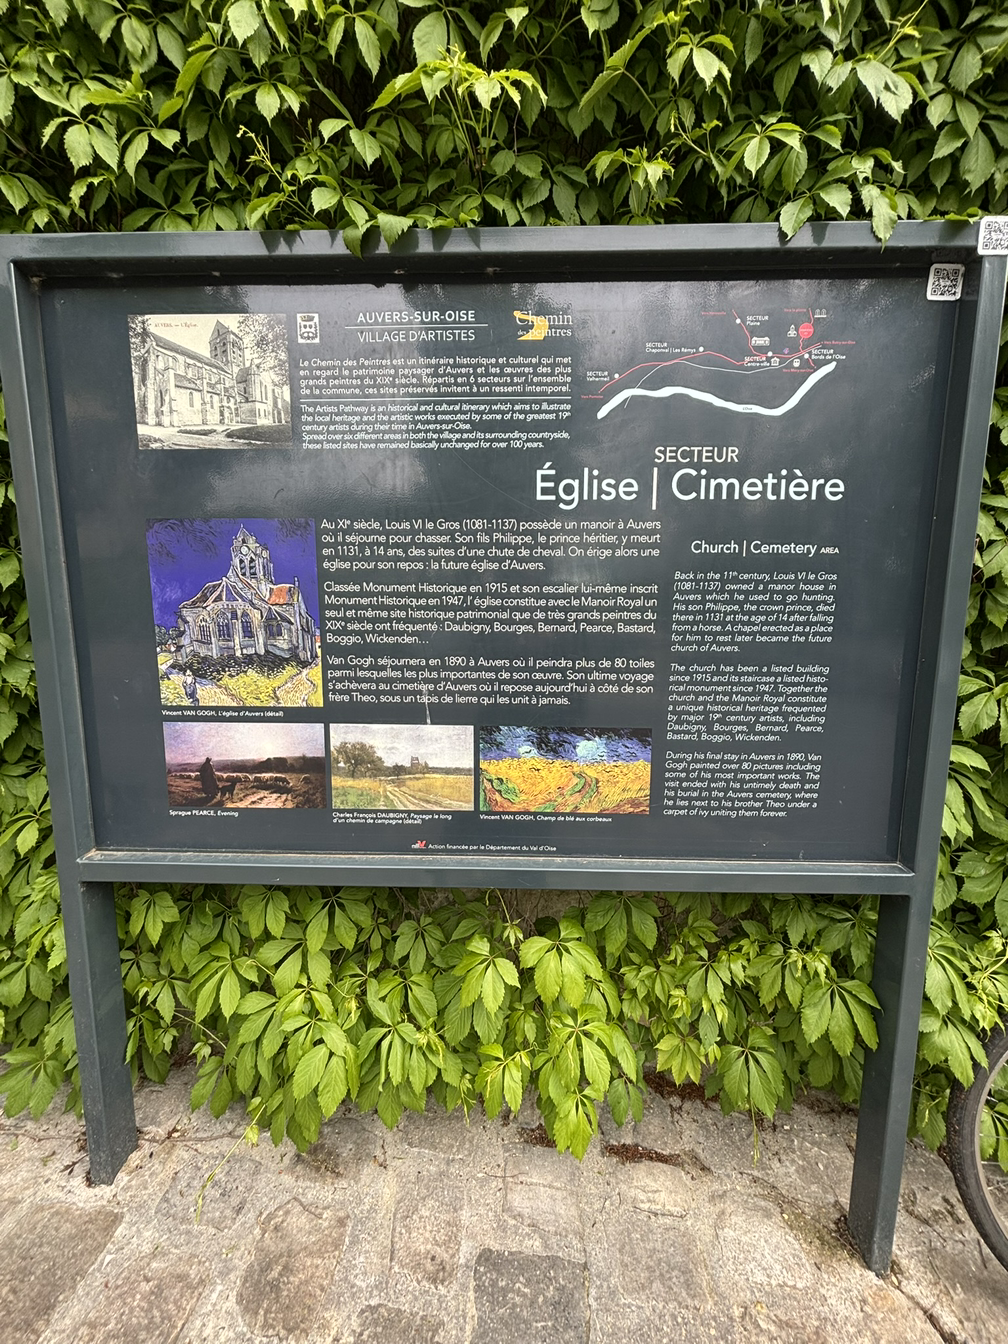 AUVERS. — L'Église.
AUVERS-SUR-OISE
VILLAGE D'ARTISTES
Chemin
des peintres
Le Chemin des Peintres est un itinéraire historique et culturel qui met
en regard le patrimoine paysager d'Auvers et les œuvres des plus
grands peintres du XIXe siècle. Répartis en 6 secteurs sur l'ensemble
de la commune, ces sites préservés invitent à un ressenti intemporel.
The Artists Pathway is an historical and cultural itinerary which aims to illustrate
the local heritage and the artistic works executed by some of the greatest 19th
century artists during their time in Auvers-sur-Oise.
Spread over six different areas in both the village and its surrounding countryside,
these listed sites have remained basically unchanged for over 100 years.
SECTEUR
Plaine
SECTEUR
Chaponval | Les Rémys
SECTEUR
Valhermeil
SECTEUR
Centre-ville
SECTEUR
Bords de l'Oise
L'Oise
SECTEUR
Église | Cimetière
Au XIe siècle, Louis VI le Gros (1081-1137) possède un manoir à Auvers
où il séjourne pour chasser. Son fils Philippe, le prince héritier, y meurt
en 1131, à 14 ans, des suites d'une chute de cheval. On érige alors une
église pour son repos : la future église d'Auvers.
Classée Monument Historique en 1915 et son escalier lui-même inscrit
Monument Historique en 1947, l' église constitue avec le Manoir Royal un
seul et même site historique patrimonial que de très grands peintres du
XIXe siècle ont fréquenté : Daubigny, Bourges, Bernard, Pearce, Bastard,
Boggio, Wickenden...
Van Gogh séjournera en 1890 à Auvers où il peindra plus de 80 toiles
parmi lesquelles les plus importantes de son œuvre. Son ultime voyage
s'achèvera au cimetière d'Auvers où il repose aujourd'hui à côté de son
frère Theo, sous un tapis de lierre qui les unit à jamais.
Church | Cemetery AREA
Back in the 11th century, Louis VI le Gros
(1081-1137) owned a manor house in
Auvers which he used to go hunting.
His son Philippe, the crown prince, died
there in 1131 at the age of 14 after falling
from a horse. A chapel erected as a place
for him to rest later became the future
church of Auvers.
The church has been a listed building
since 1915 and its staircase a listed histo-
rical monument since 1947. Together the
church and the Manoir Royal constitute
a unique historical heritage frequented
by major 19th century artists, including
Daubigny, Bourges, Bernard, Pearce,
Bastard, Boggio, Wickenden.
During his final stay in Auvers in 1890, Van
Gogh painted over 80 pictures including
some of his most important works. The
visit ended with his untimely death and
his burial in the Auvers cemetery, where
he lies next to his brother Theo under a
carpet of ivy uniting them forever.
Vincent VAN GOGH, L'église d'Auvers (détail)
Sprague PEARCE, Evening
Charles François DAUBIGNY, Paysage le long
d'un chemin de campagne (détail)
Vincent VAN GOGH, Champ de blé aux corbeaux
Action financée par le Département du Val d'Oise